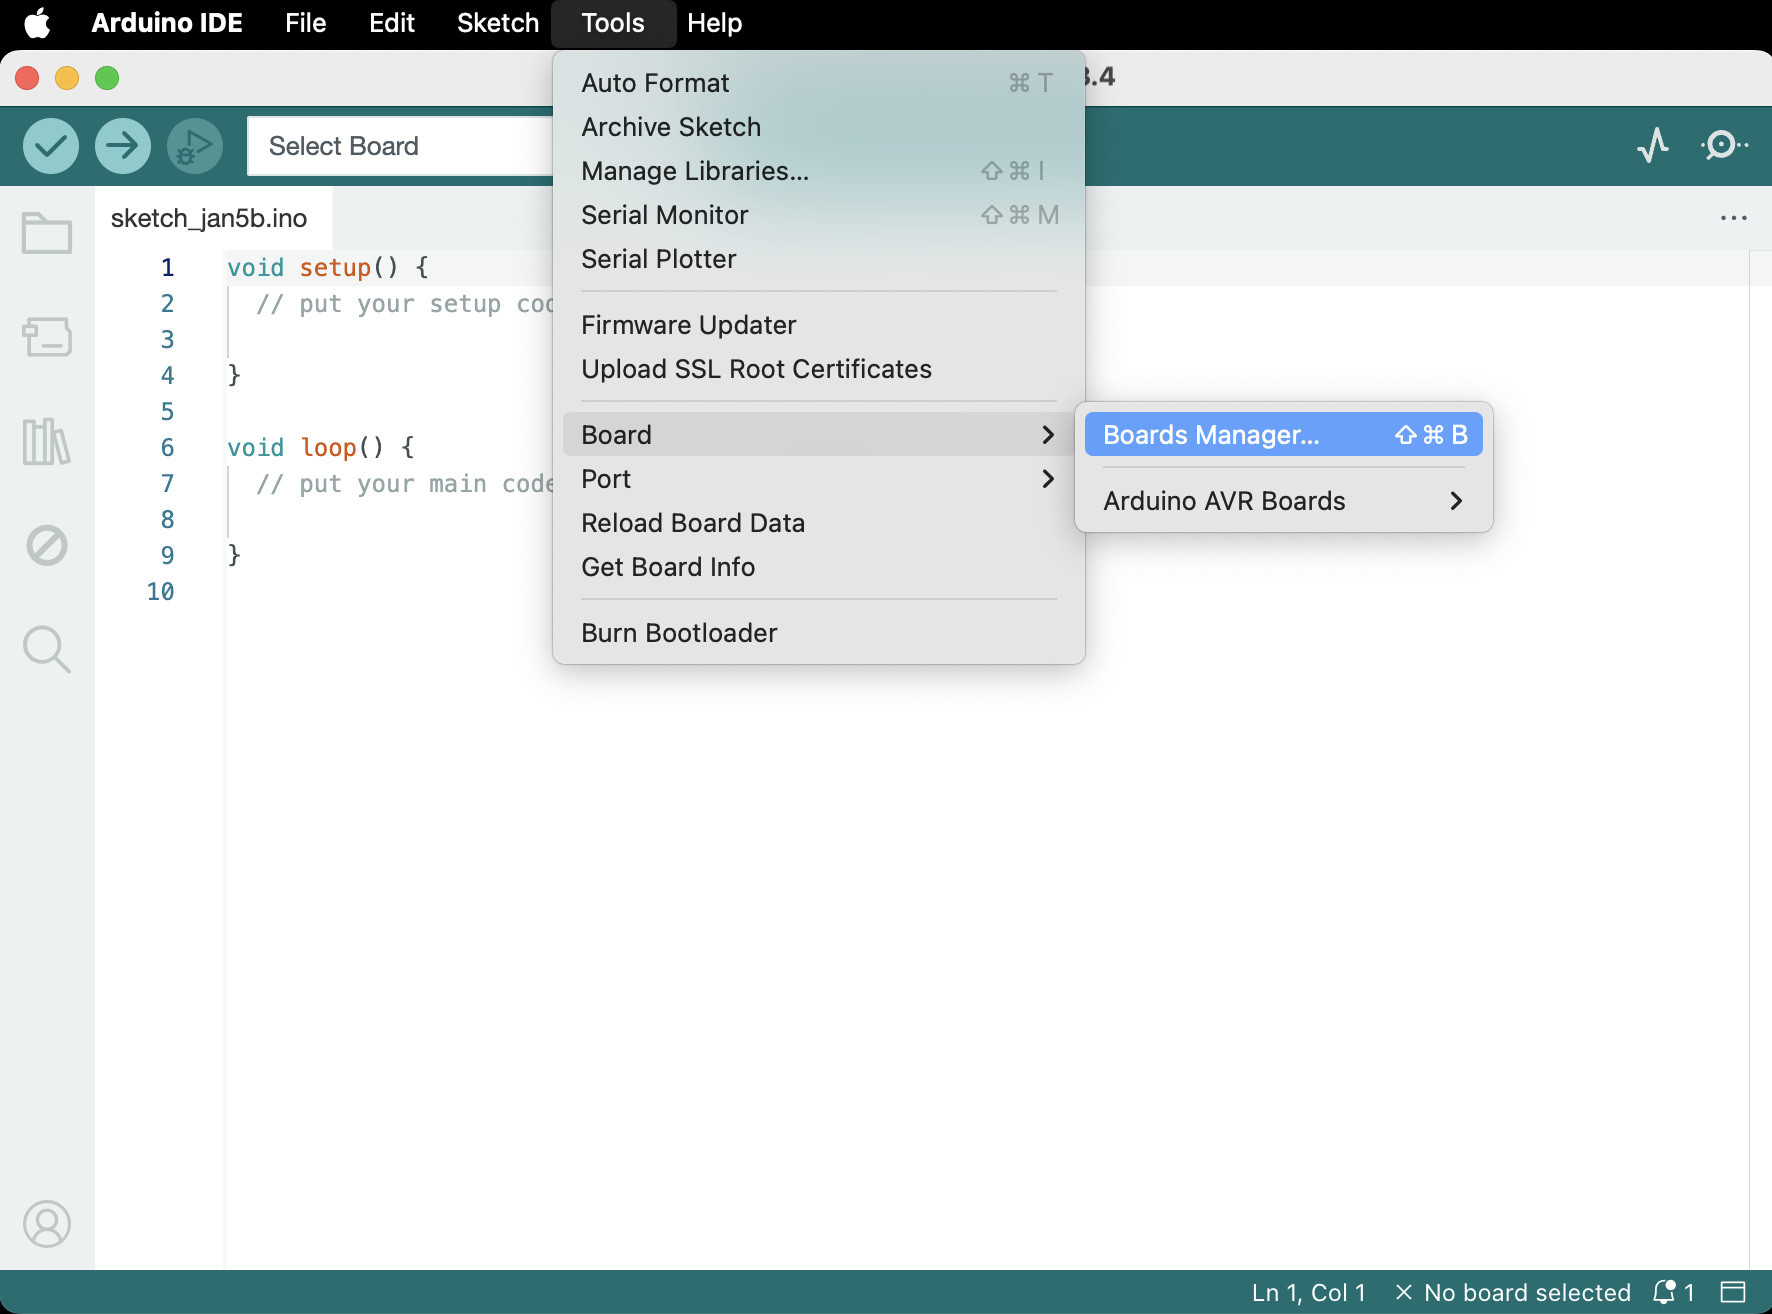 Arduino IDE File Edit Sketch Tools Help
3.4
Select Board
sketch_jan5b.ino
1 void setup() {
2 // put your setup cod
3
4 }
5
6 void loop() {
7 // put your main code
8
9 }
10
Auto Format ⌘ T
Archive Sketch
Manage Libraries... ⇧ ⌘ I
Serial Monitor ⇧ ⌘ M
Serial Plotter
Firmware Updater
Upload SSL Root Certificates
Board
Port
Reload Board Data
Get Board Info
Burn Bootloader
Boards Manager... ⇧ ⌘ B
Arduino AVR Boards
Ln 1, Col 1 × No board selected 1